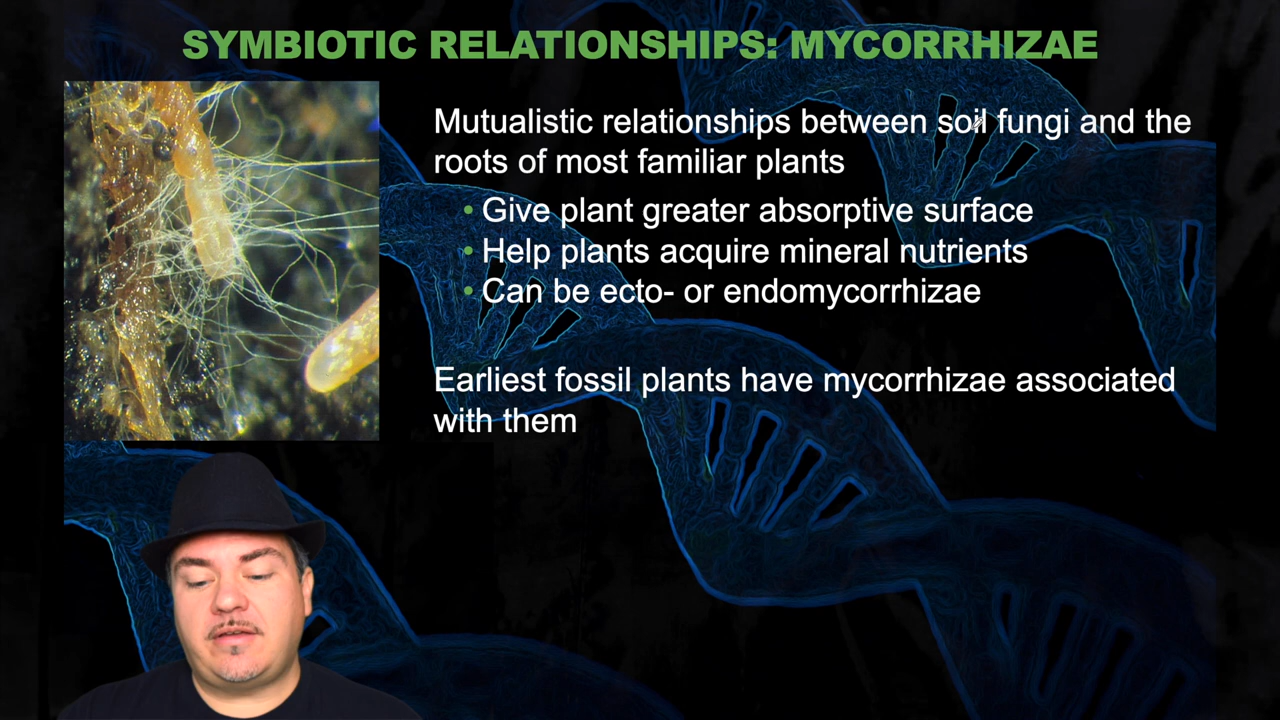 SYMBIOTIC RELATIONSHIPS: MYCORRHIZAE
Mutualistic relationships between soil fungi and the
roots of most familiar plants
• Give plant greater absorptive surface
• Help plants acquire mineral nutrients
• Can be ecto- or endomycorrhizae
Earliest fossil plants have mycorrhizae associated
with them